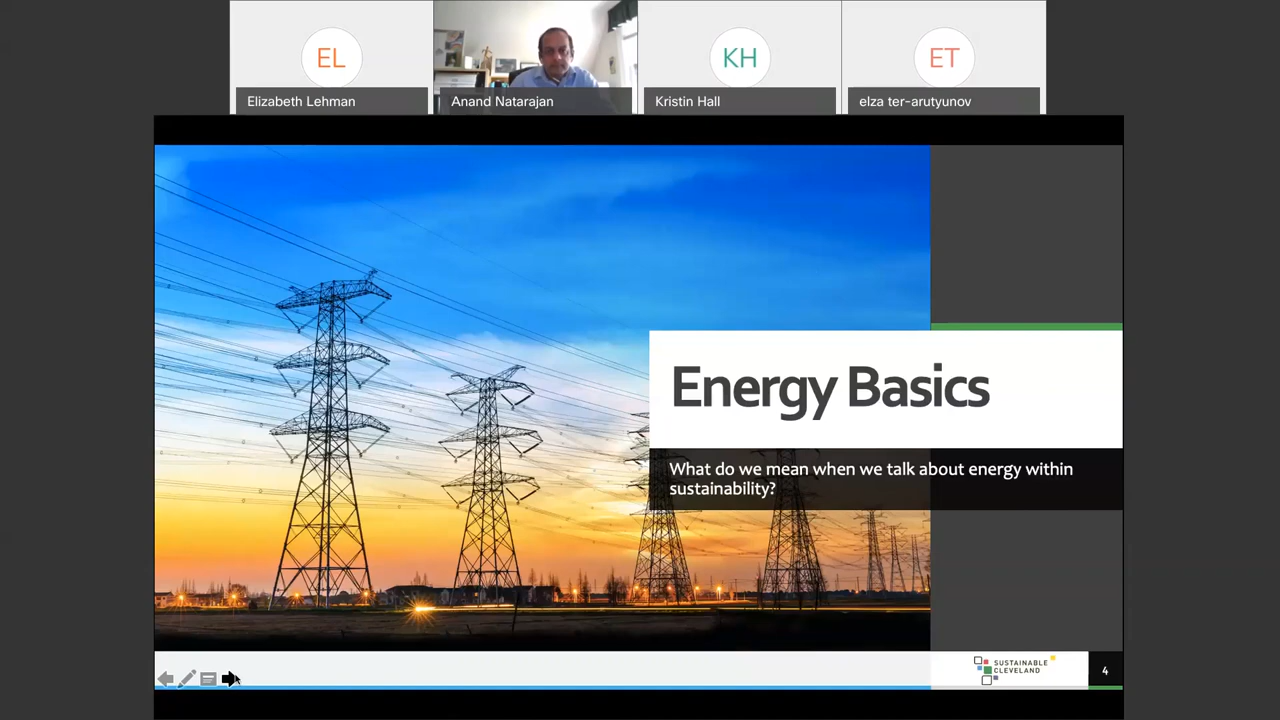 EL
KH
ET
Elizabeth Lehman
Anand Natarajan
Kristin Hall
elza ter-arutyunov
Energy Basics
What do we mean when we talk about energy within
sustainability?
SUSTAINABLE
CLEVELAND
4